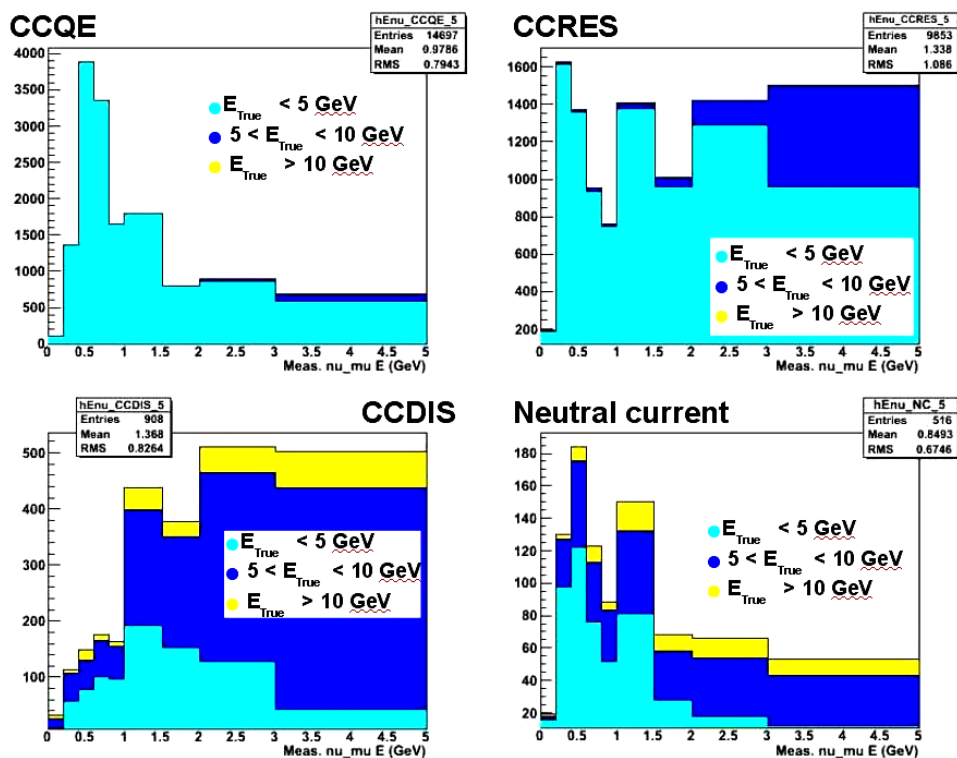 CCQE
hEnu_CCQE_5
Entries 14697
Mean 0.9786
RMS 0.7943
4000
3500
3000
2500
2000
1500
1000
500
0
E_True < 5 GeV
5 < E_True < 10 GeV
E_True > 10 GeV
0 0.5 1 1.5 2 2.5 3 3.5 4 4.5 5
Meas. nu_mu E (GeV)
CCRES
hEnu_CCRES_5
Entries 9853
Mean 1.338
RMS 1.086
1600
1400
1200
1000
800
600
400
200
E_True < 5 GeV
5 < E_True < 10 GeV
E_True > 10 GeV
0 0.5 1 1.5 2 2.5 3 3.5 4 4.5 5
Meas. nu_mu E (GeV)
hEnu_CCDIS_5
Entries 908
Mean 1.368
RMS 0.8264
CCDIS
500
400
300
200
100
E_True < 5 GeV
5 < E_True < 10 GeV
E_True > 10 GeV
0 0.5 1 1.5 2 2.5 3 3.5 4 4.5 5
Meas. nu_mu E (GeV)
Neutral current
hEnu_NC_5
Entries 516
Mean 0.8493
RMS 0.6746
180
160
140
120
100
80
60
40
20
E_True < 5 GeV
5 < E_True < 10 GeV
E_True > 10 GeV
0 0.5 1 1.5 2 2.5 3 3.5 4 4.5 5
Meas. nu_mu E (GeV)